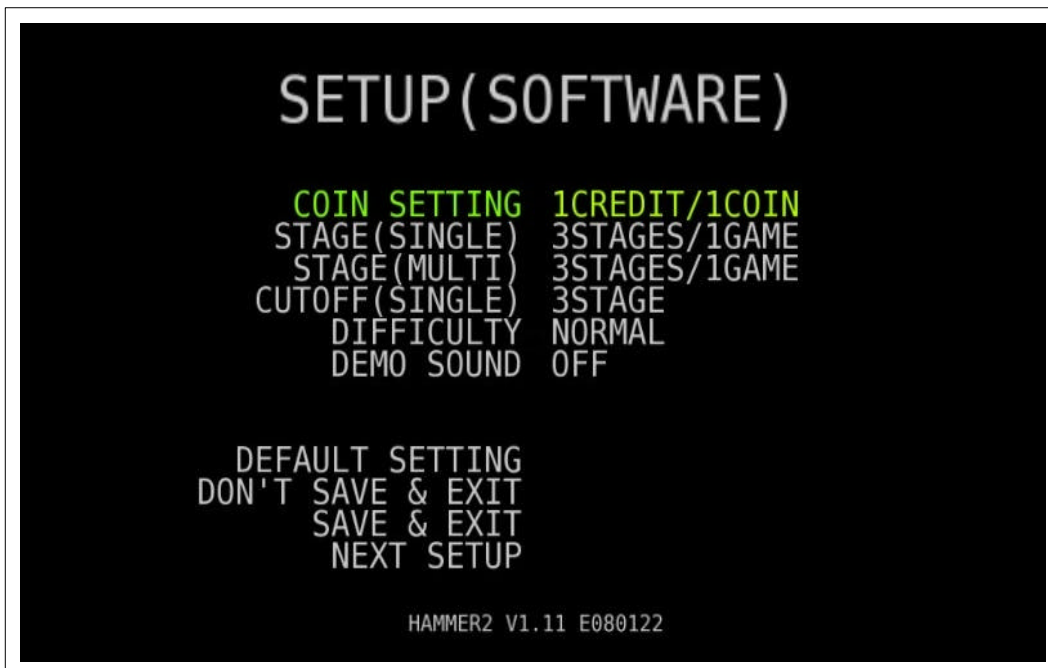 SETUP(SOFTWARE)
COIN SETTING 1CREDIT/1COIN
STAGE(SINGLE) 3STAGES/1GAME
STAGE(MULTI) 3STAGES/1GAME
CUTOFF(SINGLE) 3STAGE
DIFFICULTY NORMAL
DEMO SOUND OFF
DEFAULT SETTING
DON'T SAVE & EXIT
SAVE & EXIT
NEXT SETUP
HAMMER2 V1.11 E080122